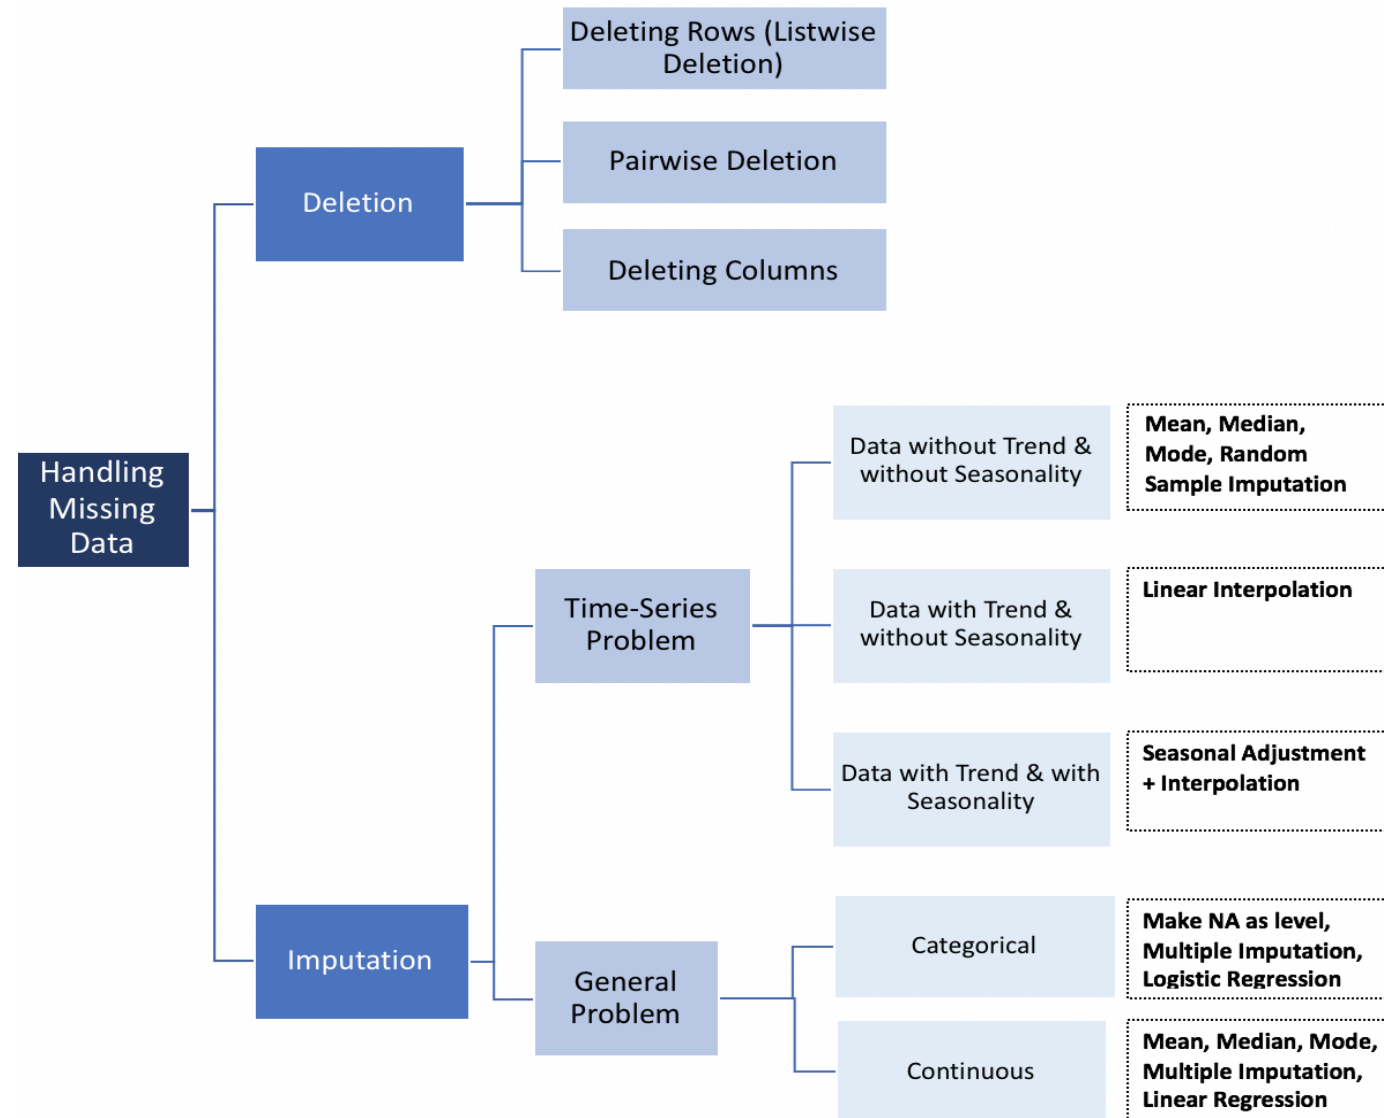 Deleting Rows (Listwise
Deletion)
Pairwise Deletion
Deletion
Deleting Columns
Handling
Missing
Data
Data without Trend &
without Seasonality
Mean, Median,
Mode, Random
Sample Imputation
Time-Series
Problem
Data with Trend &
without Seasonality
Linear Interpolation
Data with Trend & with
Seasonality
Seasonal Adjustment
+ Interpolation
Imputation
General
Problem
Categorical
Make NA as level,
Multiple Imputation,
Logistic Regression
Continuous
Mean, Median, Mode,
Multiple Imputation,
Linear Regression